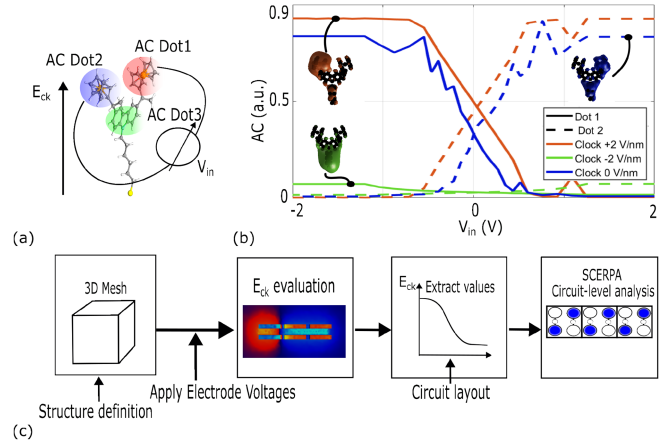 AC Dot1
AC Dot2
E_ck
AC Dot3
V_in
(a)
0.9
0.5
0
AC (a.u.)
-2
0
2
V_in (V)
Dot 1
Dot 2
Clock +2 V/nm
Clock -2 V/nm
Clock 0 V/nm
(b)
3D Mesh
Structure definition
Apply Electrode Voltages
E_ck evaluation
E_ck
Extract values
Circuit layout
SCERPA
Circuit-level analysis
(c)